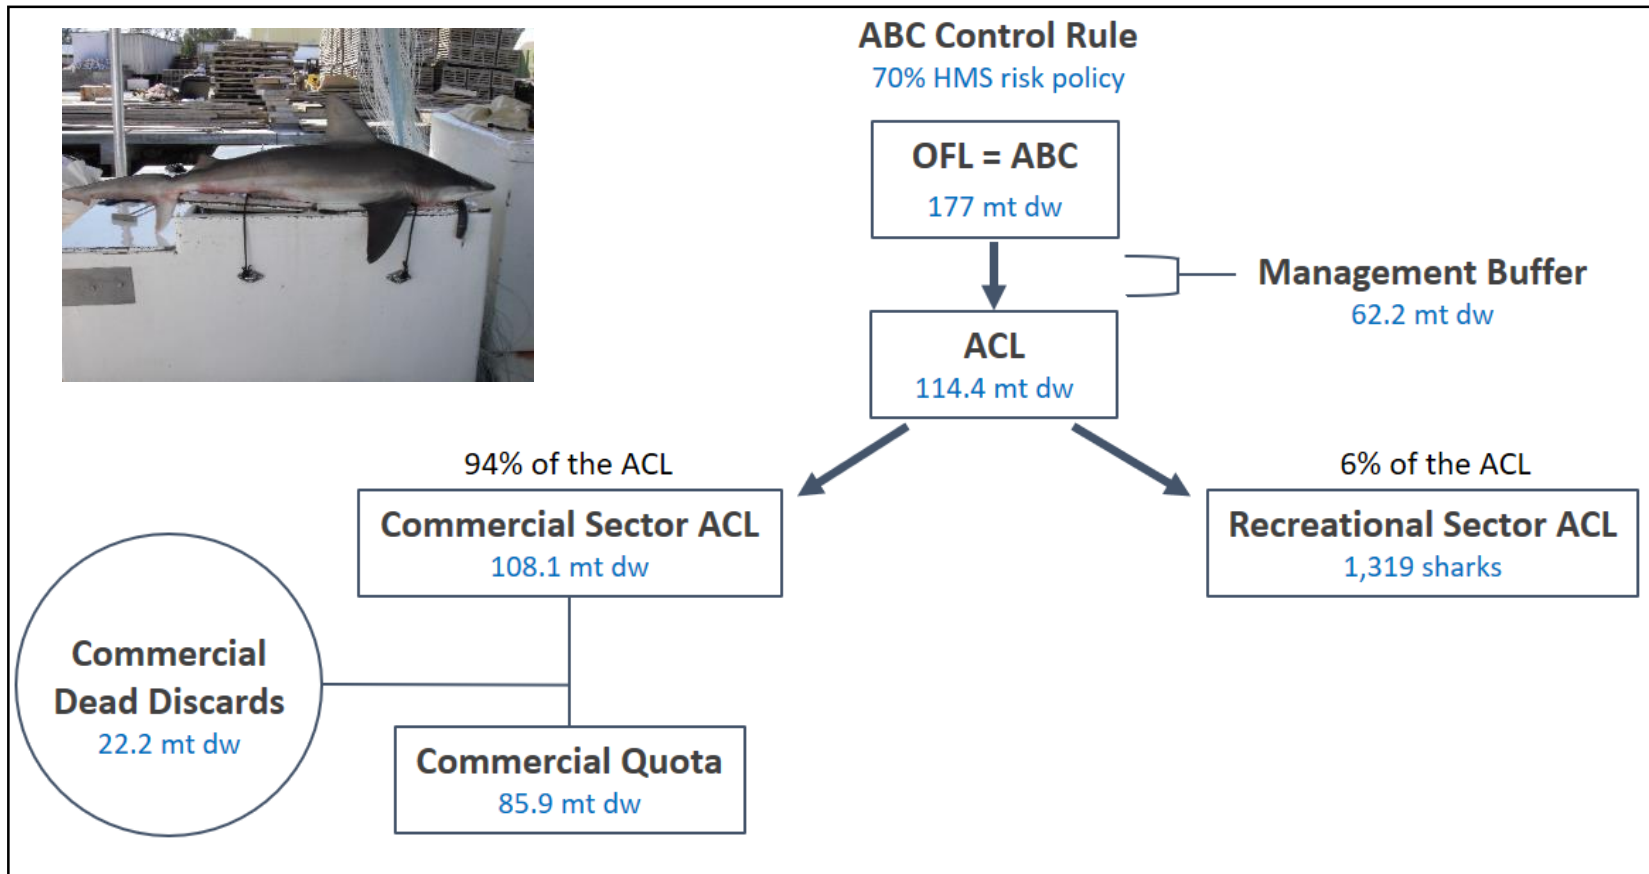 ABC Control Rule
70% HMS risk policy
OFL = ABC
177 mt dw
Management Buffer
62.2 mt dw
ACL
114.4 mt dw
94% of the ACL
6% of the ACL
Commercial Sector ACL
108.1 mt dw
Recreational Sector ACL
1,319 sharks
Commercial
Dead Discards
22.2 mt dw
Commercial Quota
85.9 mt dw